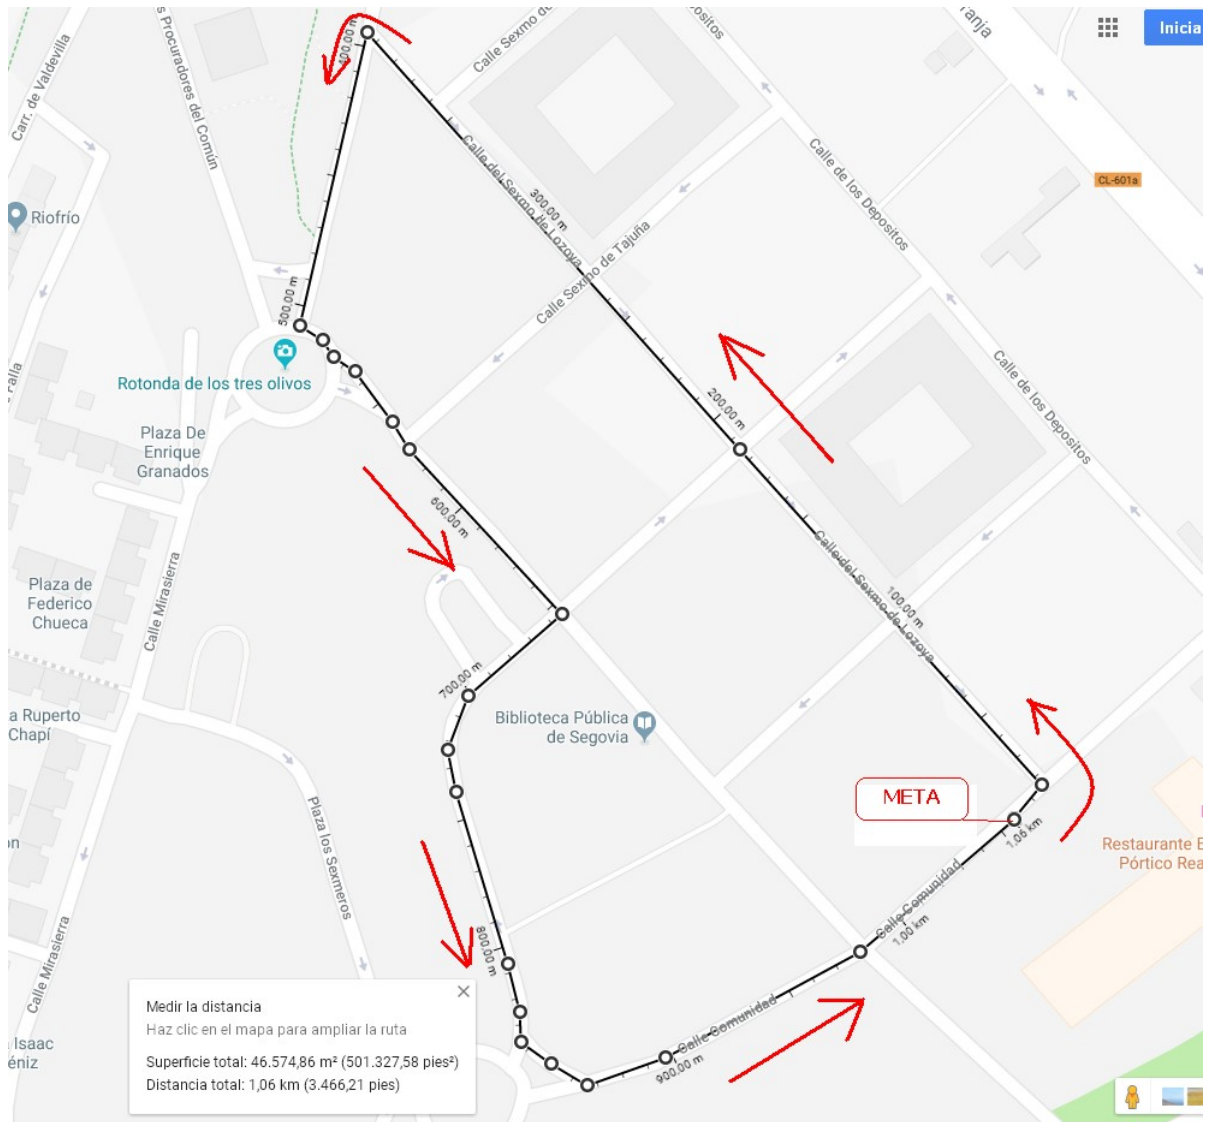 400,00 m
Calle Sexmo de
Depositos
Inicia
Carr. de Valdevilla
Procuradores del Común
Calle del Sexmo de Lozoya
300,00 m
Calle de los Depositos
CL-601a
Riofrío
Calle Sexmo de Tajuña
500,00 m
Rotonda de los tres olivos
200,00 m
Calle de los Depositos
Plaza De
Enrique
Granados
600,00 m
Calle Mirasierra
Plaza de
Federico
Chueca
Calle del Sexmo de Lozoya
100,00 m
700,00 m
a Ruperto
Chapí
Biblioteca Pública
de Segovia
META
1,06 km
Restaurante E
Pórtico Rea
Plaza los Sexmeros
Calle Comunidad
1,00 km
800,00 m
Calle Mirasierra
Calle Comunidad
900,00 m
Isaac
éniz
Medir la distancia
Haz clic en el mapa para ampliar la ruta
Superficie total: 46.574,86 m² (501.327,58 pies²)
Distancia total: 1,06 km (3.466,21 pies)